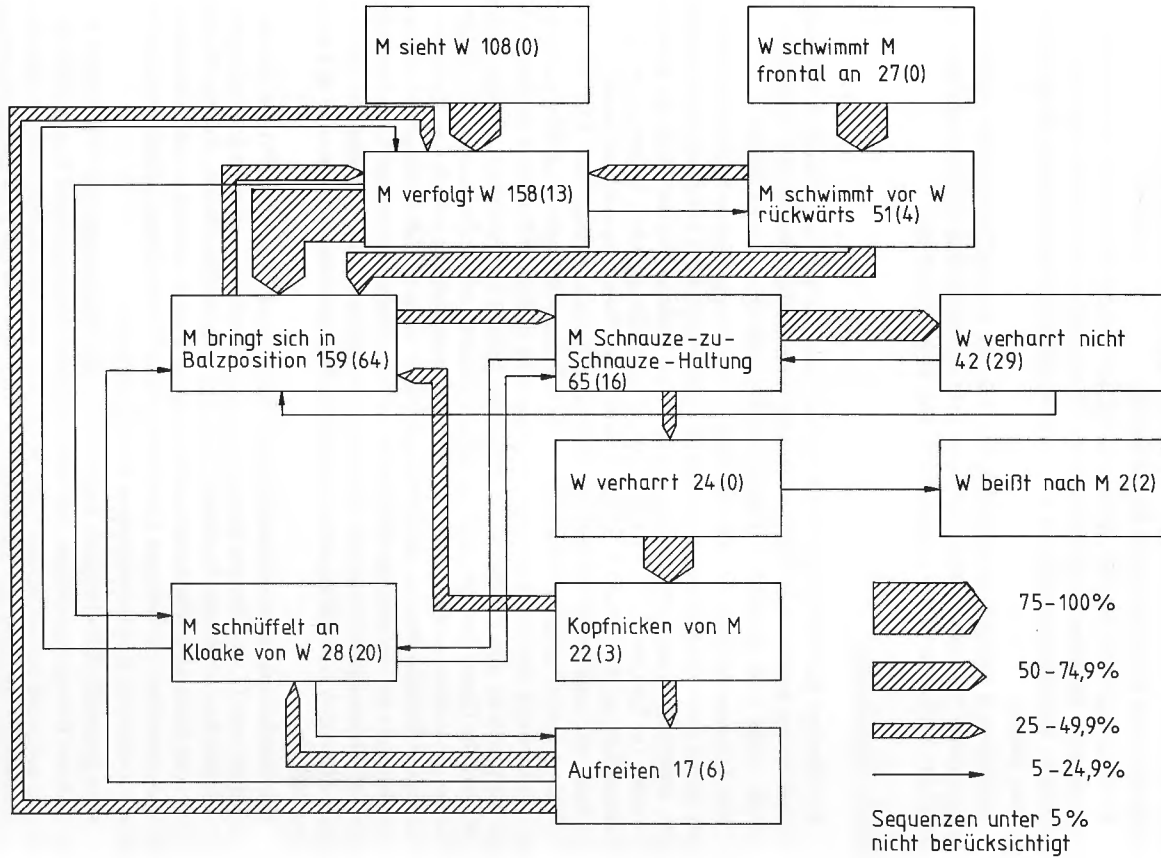 M sieht W 108(0)
W schwimmt M
frontal an 27(0)
M verfolgt W 158(13)
M schwimmt vor W
rückwärts 51(4)
M bringt sich in
Balzposition 159(64)
M Schnauze-zu-
Schnauze-Haltung
65(16)
W verharrt nicht
42(29)
W verharrt 24(0)
W beißt nach M 2(2)
M schnüffelt an
Kloake von W 28(20)
Kopfnicken von M
22(3)
Aufreiten 17(6)
75-100%
50-74,9%
25-49,9%
5-24,9%
Sequenzen unter 5%
nicht berücksichtigt